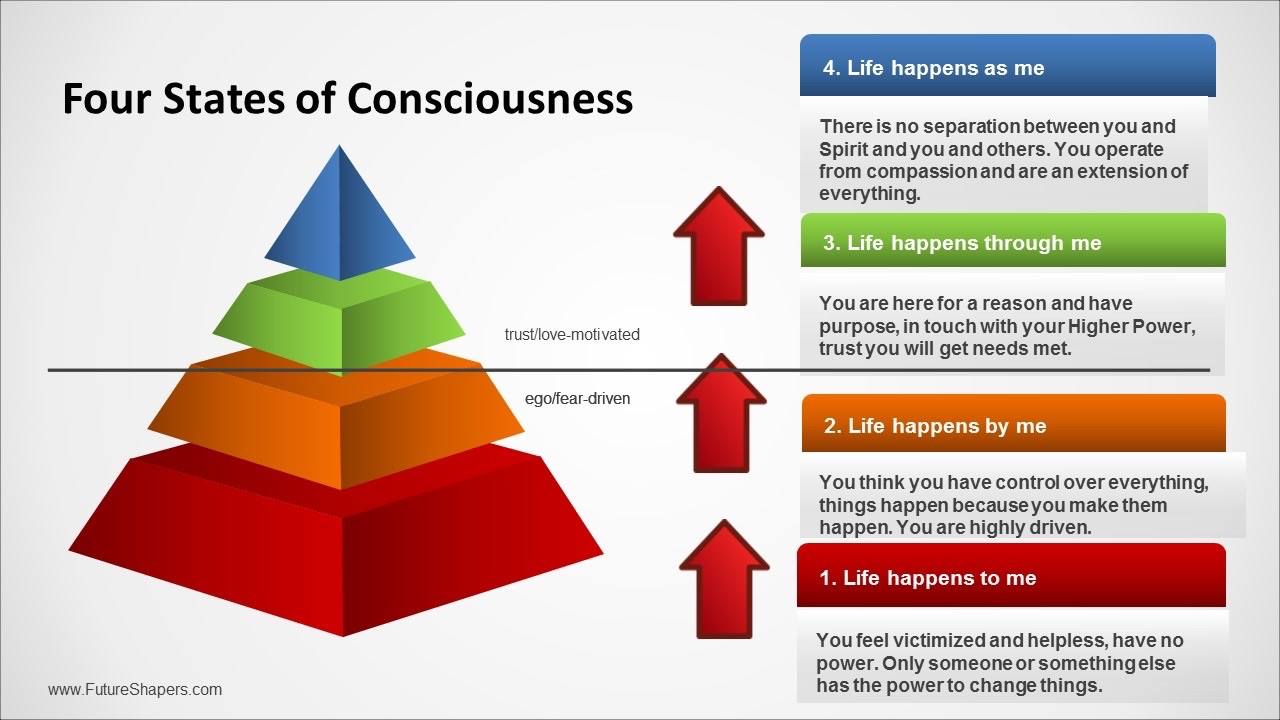 Four States of Consciousness
trust/love-motivated
ego/fear-driven
4. Life happens as me
There is no separation between you and
Spirit and you and others. You operate
from compassion and are an extension of
everything.
3. Life happens through me
You are here for a reason and have
purpose, in touch with your Higher Power,
trust you will get needs met.
2. Life happens by me
You think you have control over everything,
things happen because you make them
happen. You are highly driven.
1. Life happens to me
You feel victimized and helpless, have no
power. Only someone or something else
has the power to change things.
www.FutureShapers.com